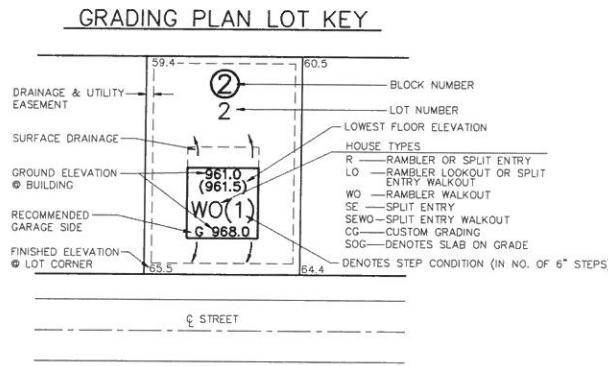 GRADING PLAN LOT KEY
59.4
60.5
2
BLOCK NUMBER
DRAINAGE & UTILITY
EASEMENT
2
LOT NUMBER
LOWEST FLOOR ELEVATION
SURFACE DRAINAGE
HOUSE TYPES
R — RAMBLER OR SPLIT ENTRY
LO — RAMBLER LOOKOUT OR SPLIT
ENTRY WALKOUT
WO — RAMBLER WALKOUT
SE — SPLIT ENTRY
SEWO — SPLIT ENTRY WALKOUT
CG — CUSTOM GRADING
SOG — DENOTES SLAB ON GRADE
GROUND ELEVATION
@ BUILDING
961.0
(961.5)
WO(1)
G 968.0
RECOMMENDED
GARAGE SIDE
DENOTES STEP CONDITION (IN NO. OF 6" STEPS)
FINISHED ELEVATION
@ LOT CORNER
65.5
64.4
℄ STREET